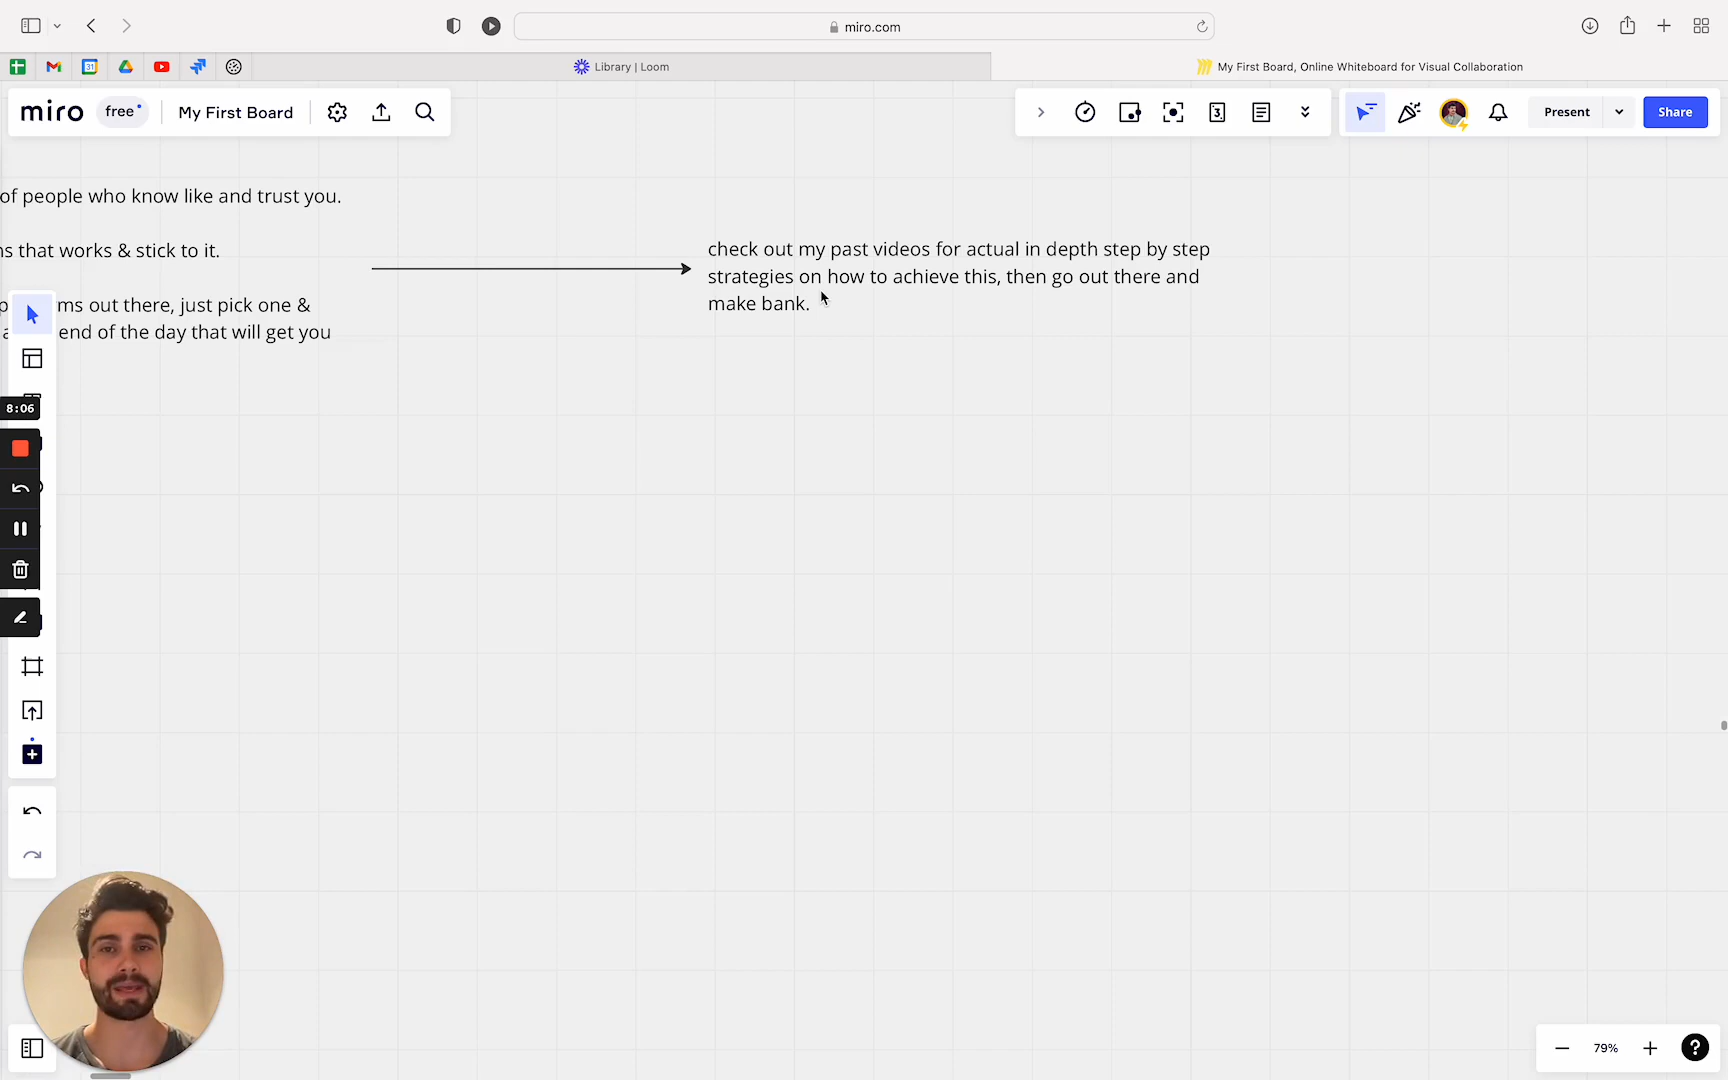 miro.com
31
Library | Loom
My First Board, Online Whiteboard for Visual Collaboration
miro
free
My First Board
3
Present
Share
of people who know like and trust you.
that works & stick to it.
out there, just pick one &
end of the day that will get you
check out my past videos for actual in depth step by step
strategies on how to achieve this, then go out there and
make bank.
8:06
79%
?